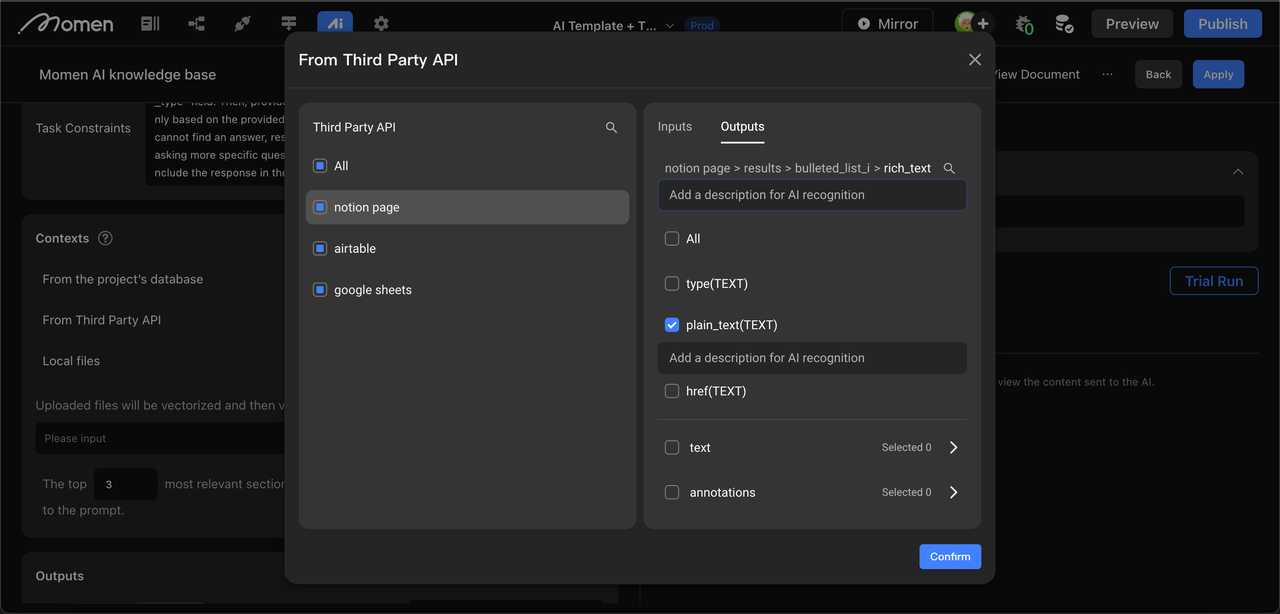 Momen
Ai
AI Template + T...
Prod
Mirror
0
Preview
Publish
Momen AI knowledge base
View Document
Back
Apply
From Third Party API
Task Constraints
nly based on the provided
cannot find an answer, res
asking more specific ques
nclude the response in the
Contexts
From the project's database
From Third Party API
Local files
Uploaded files will be vectorized and then v
Please input
The top 3 most relevant section
to the prompt.
Outputs
Third Party API
All
notion page
airtable
google sheets
Inputs
Outputs
notion page > results > bulleted_list_i > rich_text
Add a description for AI recognition
All
type(TEXT)
plain_text(TEXT)
Add a description for AI recognition
href(TEXT)
text
Selected 0
annotations
Selected 0
Confirm
Trial Run
view the content sent to the AI.